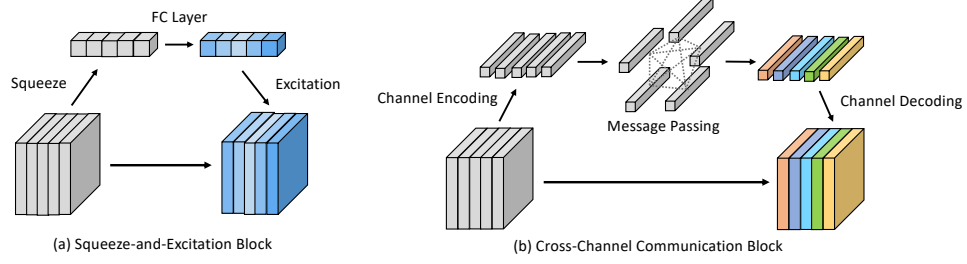 FC Layer
Squeeze
Excitation
(a) Squeeze-and-Excitation Block
Channel Encoding
Message Passing
Channel Decoding
(b) Cross-Channel Communication Block